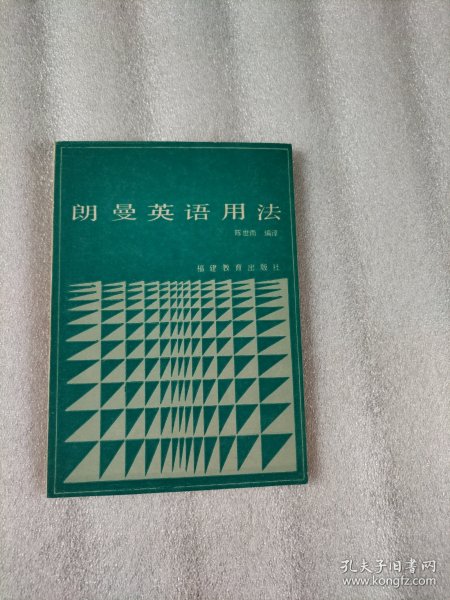 朗曼英语用法
陈世雨 编译
福建教育出版社
孔夫子旧书网
www.kongfz.com